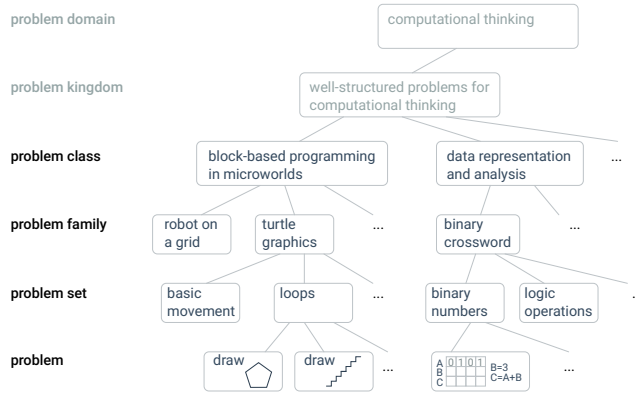 problem domain
computational thinking
problem kingdom
well-structured problems for
computational thinking
problem class
block-based programming
in microworlds
data representation
and analysis
...
problem family
robot on
a grid
turtle
graphics
...
binary
crossword
...
problem set
basic
movement
loops
...
binary
numbers
logic
operations
.
problem
draw
draw
...
A 0 1 0 1
B
C
B=3
C=A+B
...